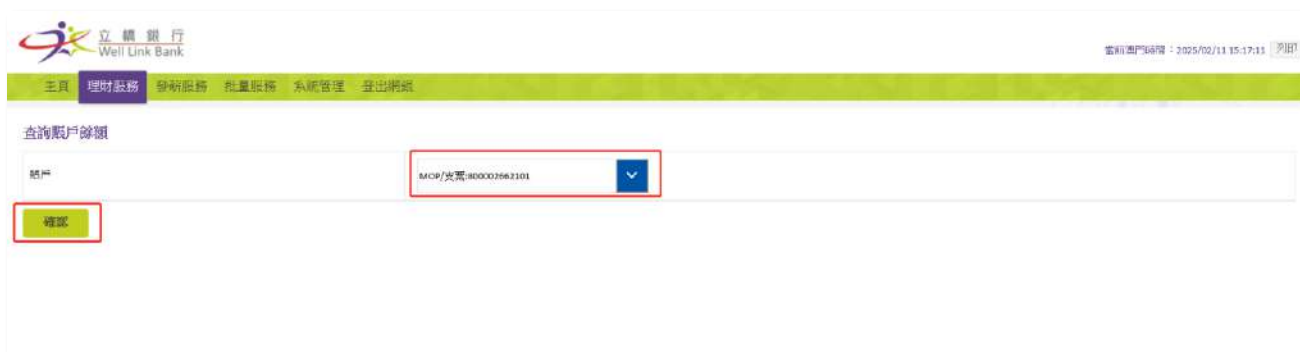 立橋銀行
Well Link Bank
當前澳門時間：2025/02/11 15:17:11 列印
主頁 理財服務 發薪服務 批量服務 系統管理 登出網銀
查詢賬戶餘額
賬戶
MOP/支票:800002662101
確認